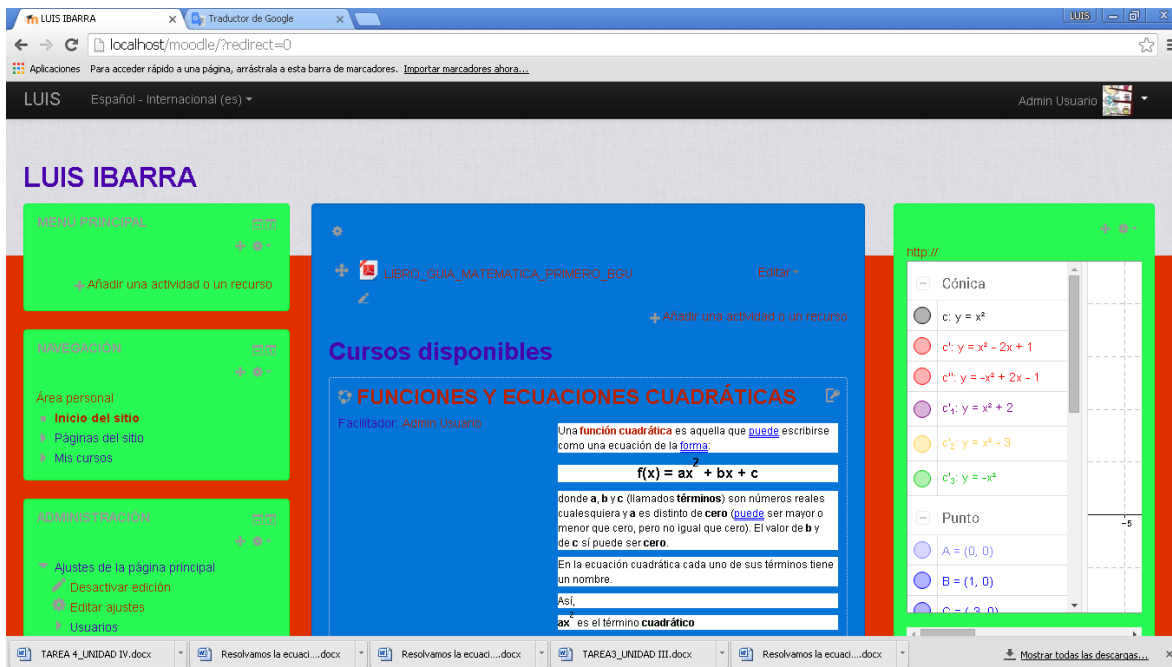 LUIS IBARRA
Traductor de Google
LUIS
localhost/moodle/?redirect=0
Aplicaciones Para acceder rápido a una página, arrástrala a esta barra de marcadores. Importar marcadores ahora...
LUIS Español - Internacional (es)
Admin Usuario
LUIS IBARRA
MENÚ PRINCIPAL
Añadir una actividad o un recurso
NAVEGACIÓN
Área personal
Inicio del sitio
Páginas del sitio
Mis cursos
ADMINISTRACIÓN
Ajustes de la página principal
Desactivar edición
Editar ajustes
Usuarios
LIBRO_GUIA_MATEMATICA_PRIMERO_BGU Editar
Añadir una actividad o un recurso
Cursos disponibles
FUNCIONES Y ECUACIONES CUADRÁTICAS
Facilitador: Admin Usuario
Una función cuadrática es aquella que puede escribirse
como una ecuación de la forma:
f(x) = ax² + bx + c
donde a, b y c (llamados términos) son números reales
cualesquiera y a es distinto de cero (puede ser mayor o
menor que cero, pero no igual que cero). El valor de b y
de c sí puede ser cero.
En la ecuación cuadrática cada uno de sus términos tiene
un nombre.
Así,
ax² es el término cuadrático
http://
Cónica
c: y = x²
c': y = x² - 2x + 1
c'': y = -x² + 2x - 1
c'₁: y = x² + 2
c'₂: y = x² - 3
c'₃: y = -x²
Punto
A = (0, 0)
B = (1, 0)
-5
TAREA 4_UNIDAD IV.docx
Resolvamos la ecuaci....docx
Resolvamos la ecuaci....docx
TAREA3_UNIDAD III.docx
Resolvamos la ecuaci....docx
Mostrar todas las descargas...